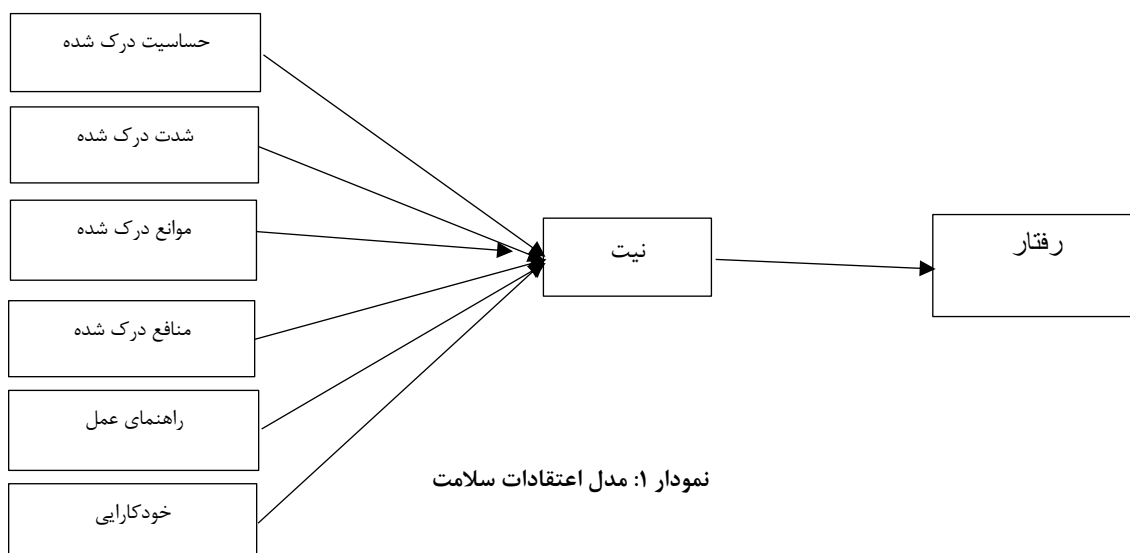 حساسیت درک شده
شدت درک شده
موانع درک شده
منافع درک شده
راهنمای عمل
خودکارایی
نیت
رفتار
نمودار ۱: مدل اعتقادات سلامت